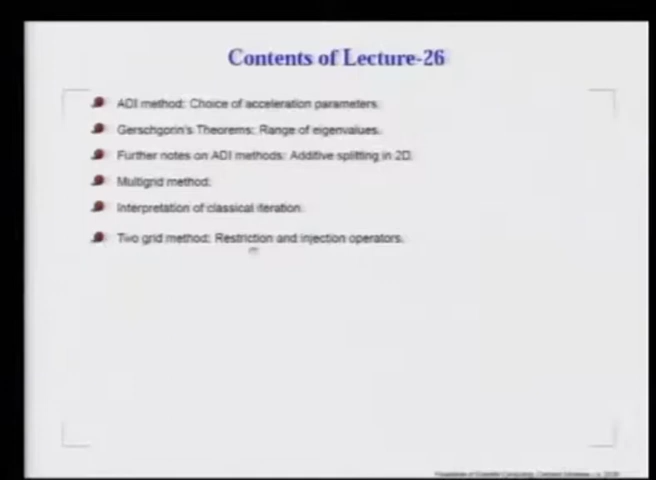 Contents of Lecture-26
ADI method: Choice of acceleration parameters.
Gerschgorin's Theorems: Range of eigenvalues.
Further notes on ADI methods: Additive splitting in 2D.
Multigrid method:
Interpretation of classical iteration.
Two grid method: Restriction and injection operators.